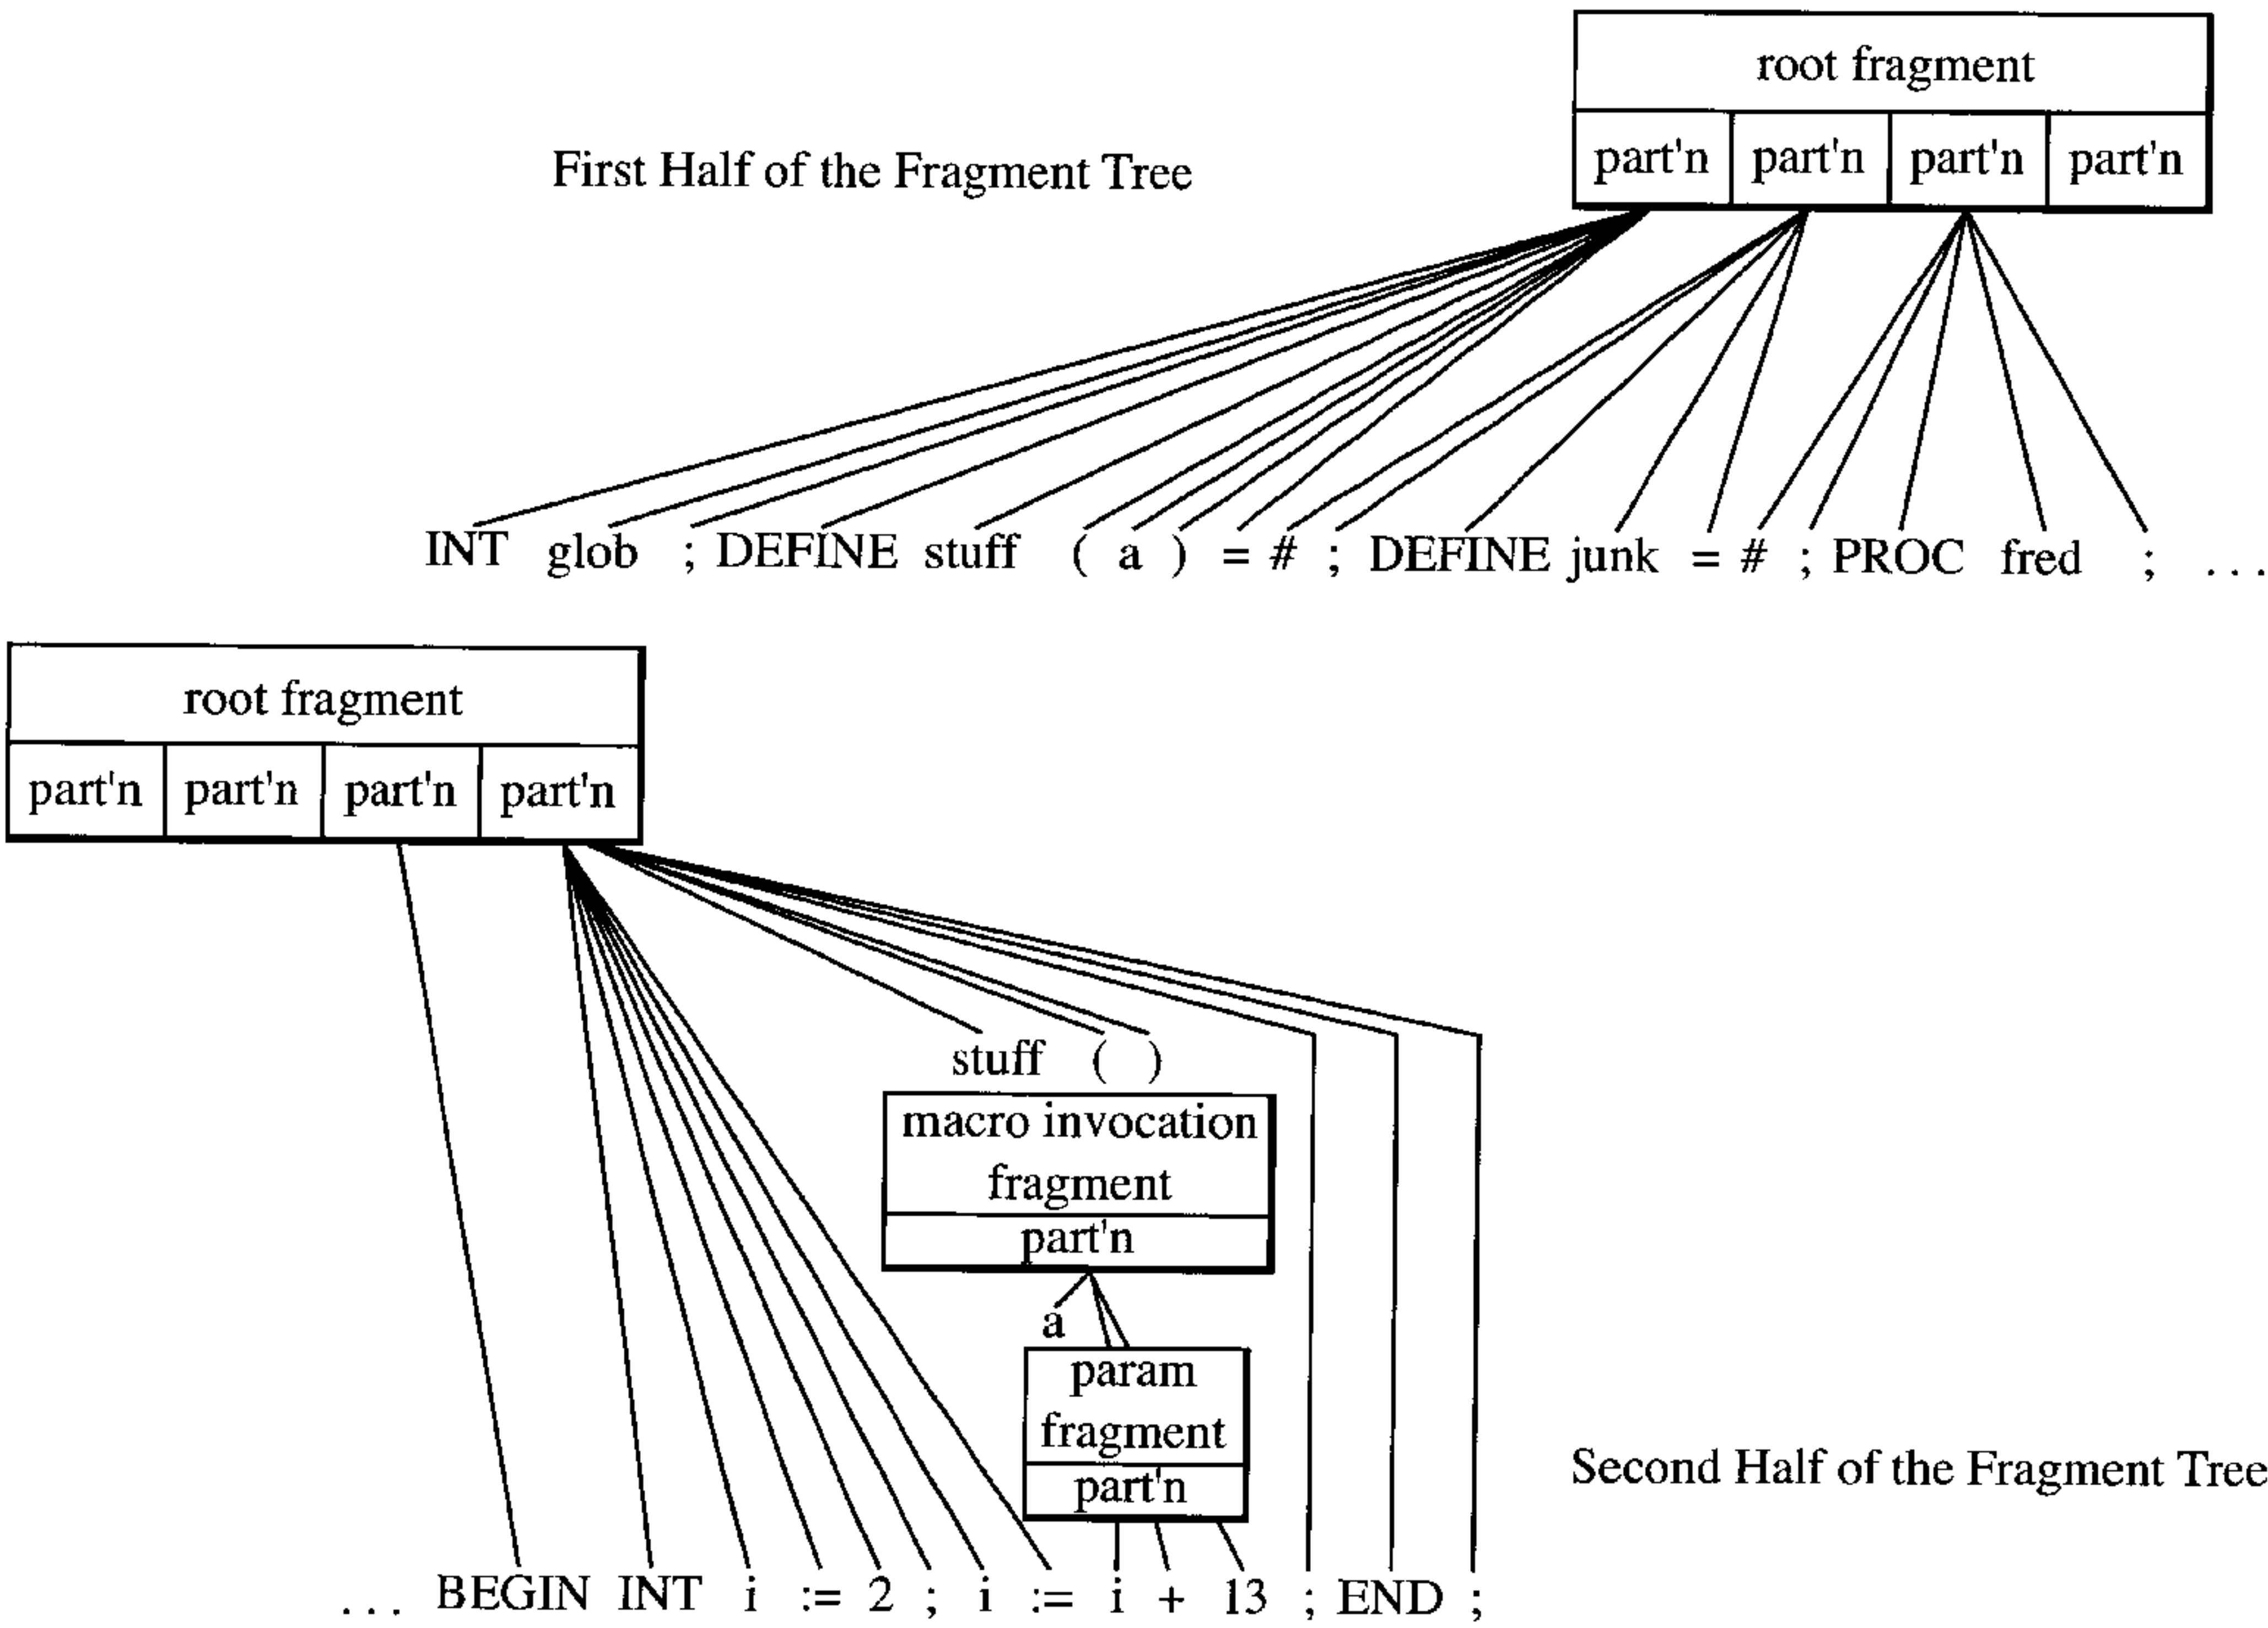 root fragment
part'n part'n part'n part'n
First Half of the Fragment Tree
INT glob ; DEFINE stuff ( a ) = # ; DEFINE junk = # ; PROC fred ; ...
root fragment
part'n part'n part'n part'n
stuff ( )
macro invocation
fragment
part'n
a
param
fragment
part'n
Second Half of the Fragment Tree
... BEGIN INT i := 2 ; i := i + 13 ; END ;